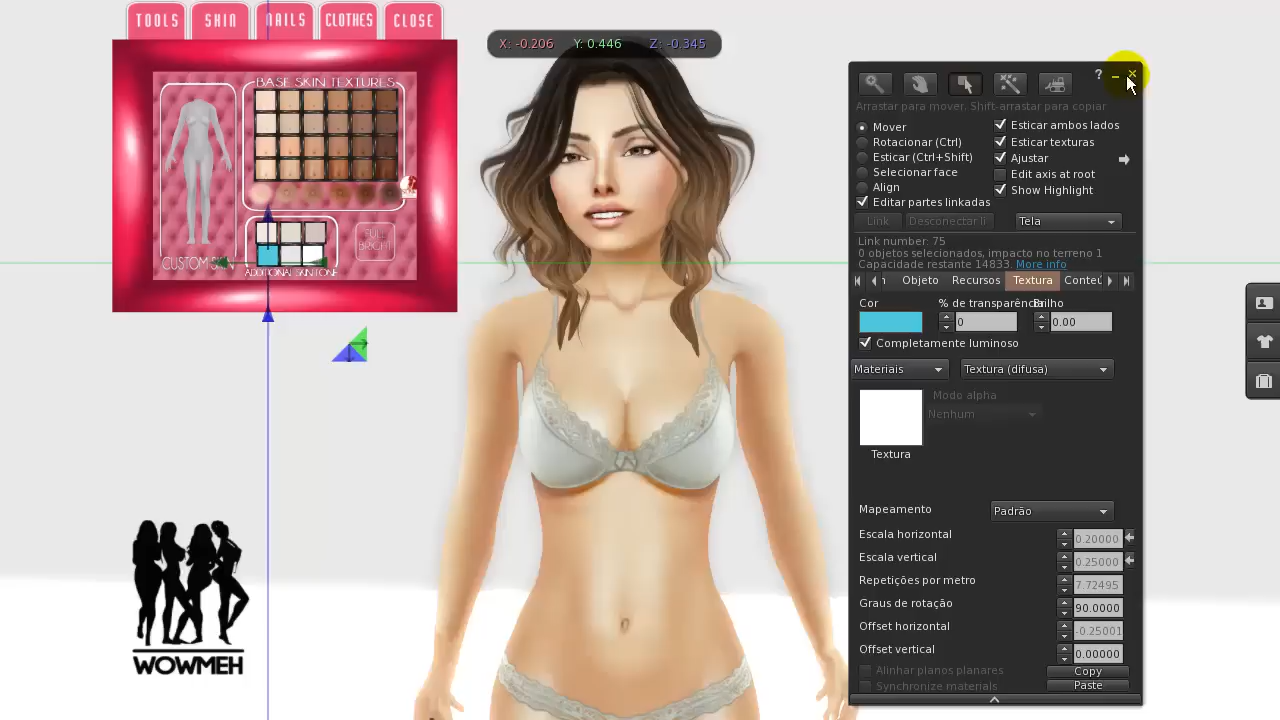 TOOLS
SKIN
NAILS
CLOTHES
CLOSE
BASE SKIN TEXTURES
CUSTOM SKIN
ADDITIONAL SKIN TONE
FULL
BRIGHT
X: -0.206 Y: 0.446 Z: -0.345
WOWMEH
?
Arrastar para mover. Shift-arrastar para copiar
Mover
Rotacionar (Ctrl)
Esticar (Ctrl+Shift)
Selecionar face
Align
Editar partes linkadas
Esticar ambos lados
Esticar texturas
Ajustar
Edit axis at root
Show Highlight
Link
Desconectar li
Tela
Link number: 75
0 objetos selecionados, impacto no terreno 1
Capacidade restante 14833. More info
Objeto Recursos Textura Conteú
Cor
% de transparência
Brilho
0
0.00
Completamente luminoso
Materiais
Textura (difusa)
Modo alpha
Nenhum
Textura
Mapeamento Padrão
Escala horizontal 0.20000
Escala vertical 0.25000
Repetições por metro 7.72495
Graus de rotação 90.0000
Offset horizontal -0.25001
Offset vertical 0.00000
Alinhar planos planares Copy
Synchronize materials Paste